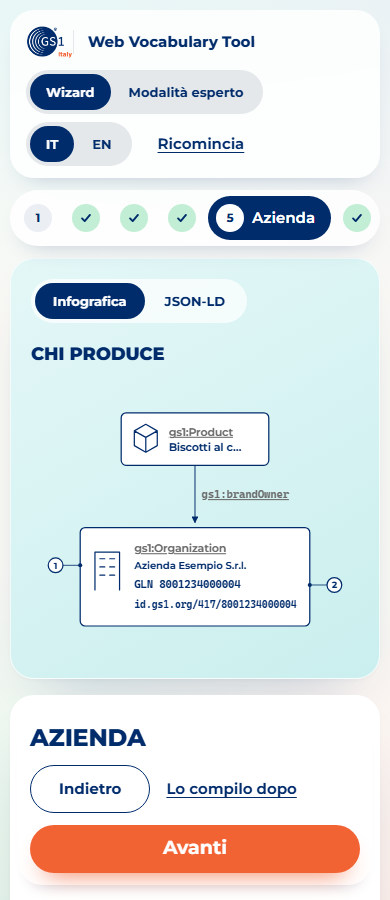 GS1
Italy
Web Vocabulary Tool
Wizard
Modalità esperto
IT
EN
Ricomincia
1
5
Azienda
Infografica
JSON-LD
CHI PRODUCE
gs1:Product
Biscotti al c...
gs1:brandOwner
gs1:Organization
Azienda Esempio S.r.l.
GLN 8001234000004
id.gs1.org/417/8001234000004
1
2
AZIENDA
Indietro
Lo compilo dopo
Avanti